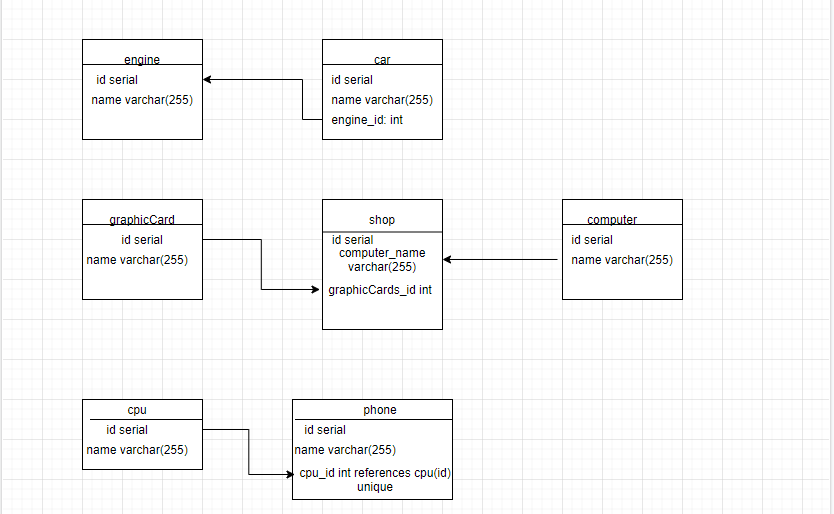 engine
id serial
name varchar(255)
car
id serial
name varchar(255)
engine_id: int
graphicCard
id serial
name varchar(255)
shop
id serial
computer_name
varchar(255)
graphicCards_id int
computer
id serial
name varchar(255)
cpu
id serial
name varchar(255)
phone
id serial
name varchar(255)
cpu_id int references cpu(id)
unique